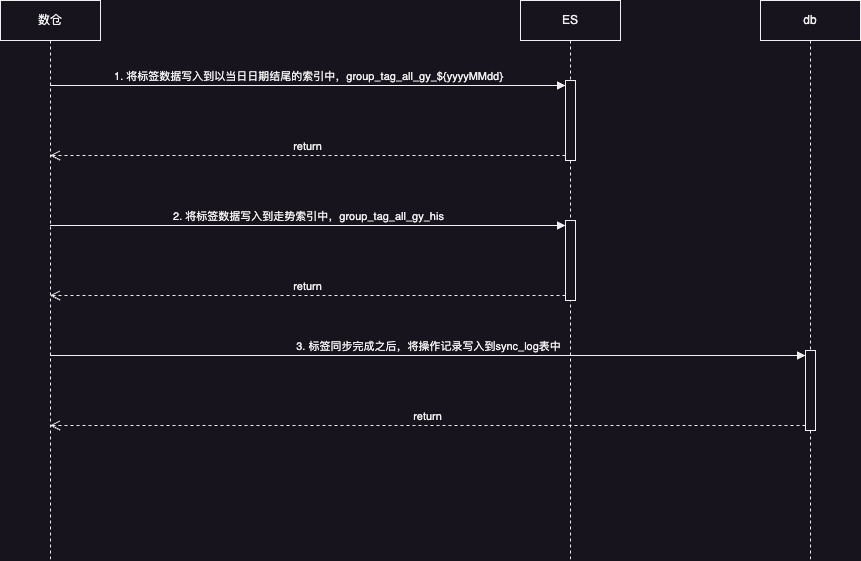 数仓
ES
db
1. 将标签数据写入到以当日日期结尾的索引中，group_tag_all_gy_${yyyyMMdd}
return
2. 将标签数据写入到走势索引中，group_tag_all_gy_his
return
3. 标签同步完成之后，将操作记录写入到sync_log表中
return